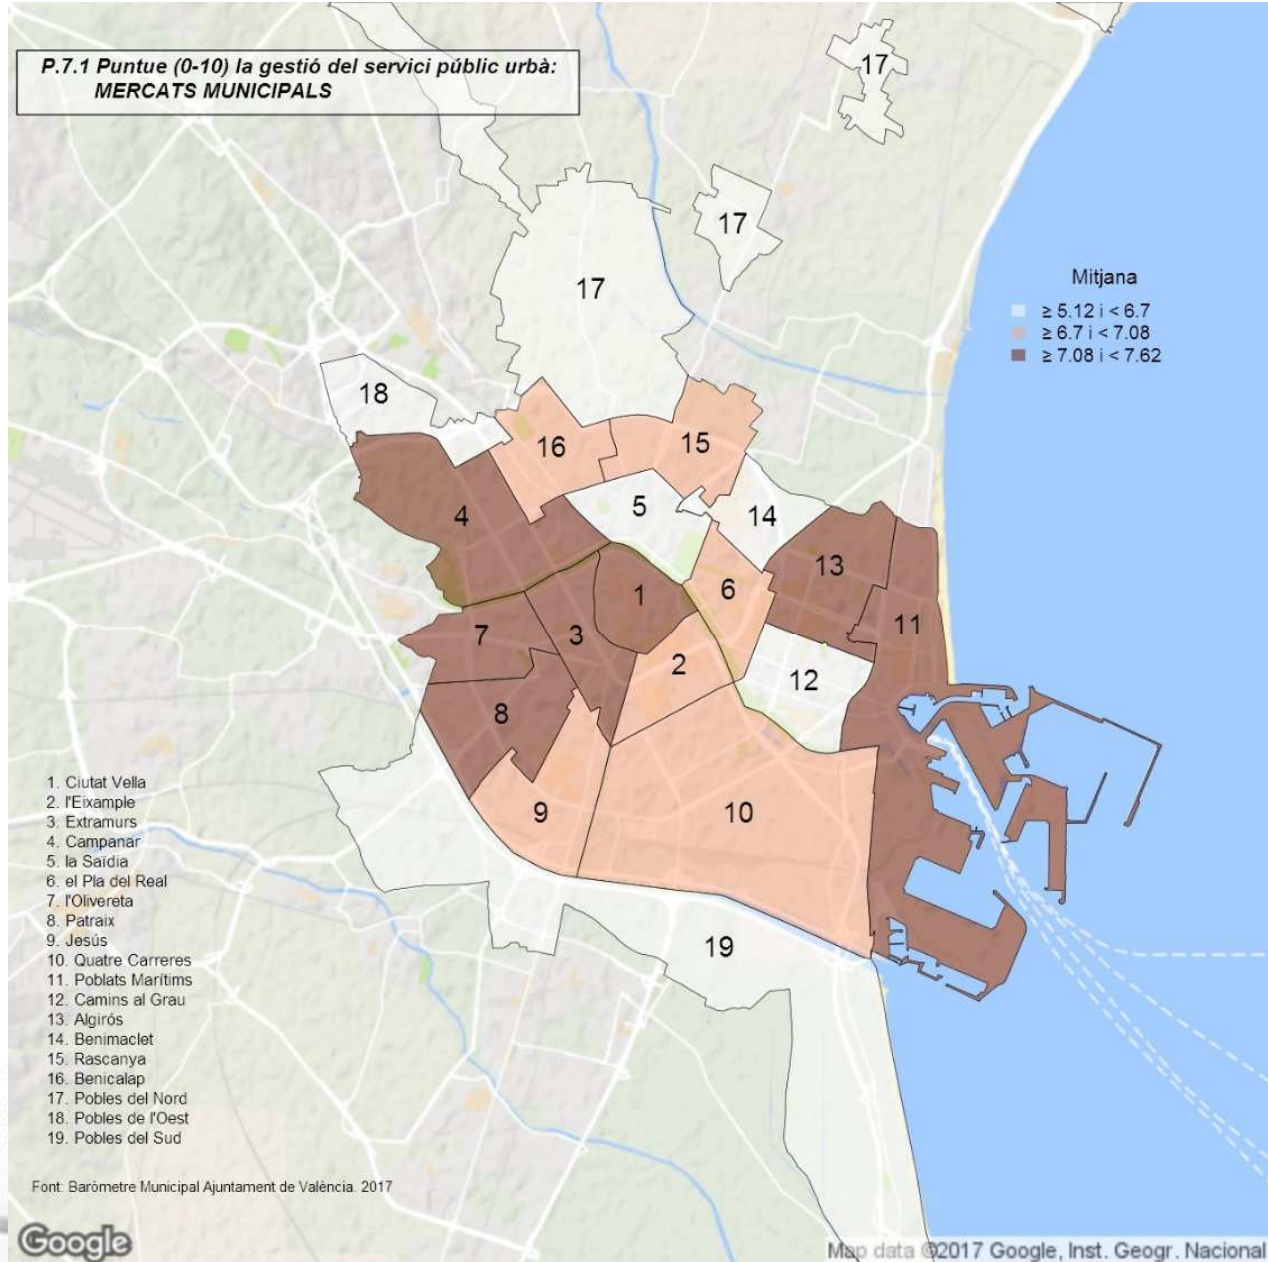 P.7.1 Puntue (0-10) la gestió del servici públic urbà:
MERCATS MUNICIPALS
17
17
17
Mitjana
≥ 5.12 i < 6.7
≥ 6.7 i < 7.08
≥ 7.08 i < 7.62
18
16
15
5
14
4
13
6
1
11
3
7
2
12
8
9
10
19
1. Ciutat Vella
2. l'Eixample
3. Extramurs
4. Campanar
5. la Saïdia
6. el Pla del Real
7. l'Olivereta
8. Patraix
9. Jesús
10. Quatre Carreres
11. Poblats Marítims
12. Camins al Grau
13. Algirós
14. Benimaclet
15. Rascanya
16. Benicalap
17. Pobles del Nord
18. Pobles de l'Oest
19. Pobles del Sud
Font: Baròmetre Municipal Ajuntament de València. 2017
Google
Map data ©2017 Google, Inst. Geogr. Nacional